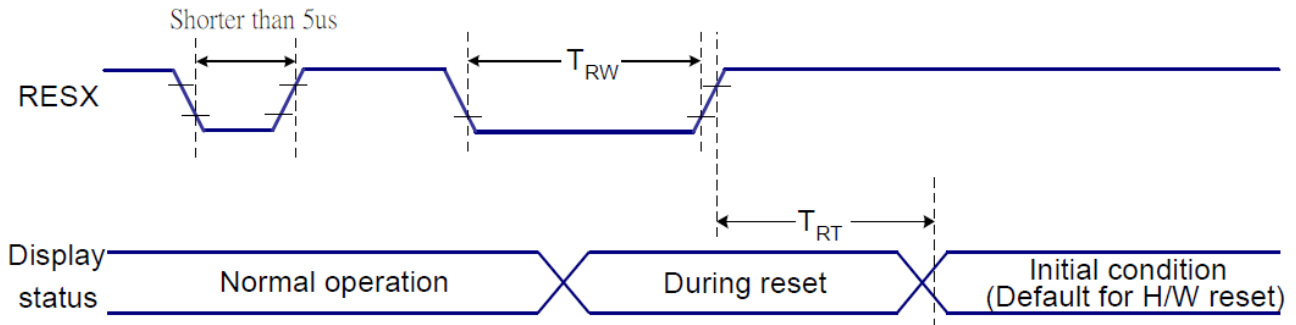 Shorter than 5us
RESX
TRW
TRT
Display
status
Normal operation
During reset
Initial condition
(Default for H/W reset)